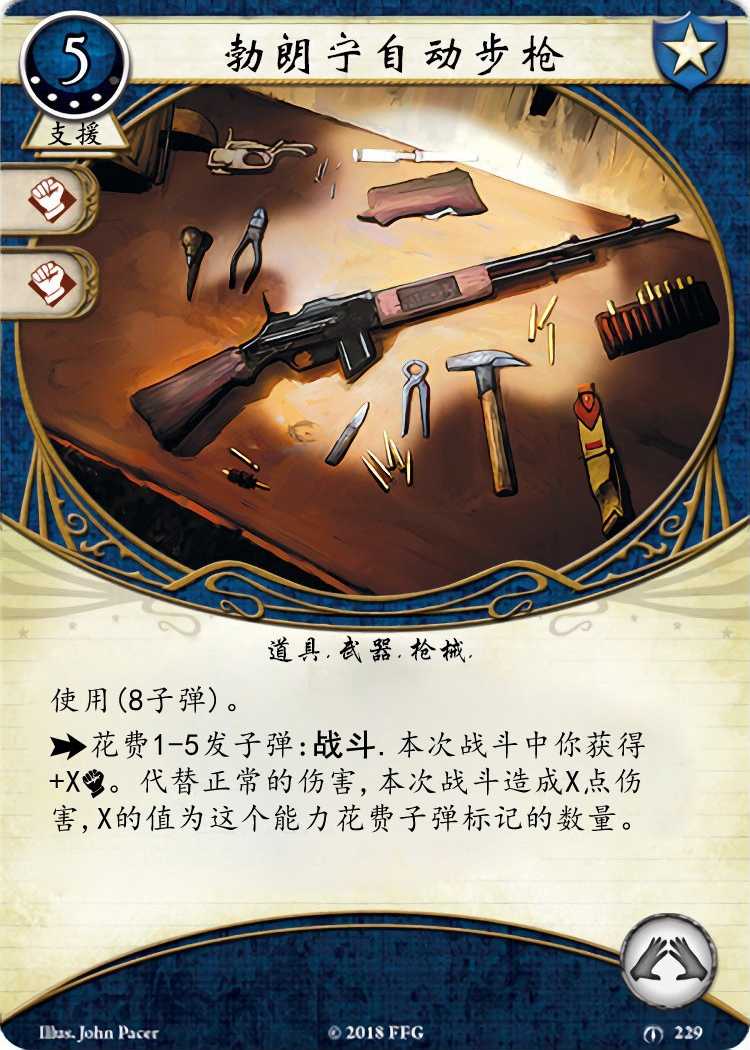 5
勃朗宁自动步枪
支援
道具.武器.枪械.
使用(8子弹)。
花费1-5发子弹:战斗.本次战斗中你获得
+X。代替正常的伤害,本次战斗造成X点伤
害,X的值为这个能力花费子弹标记的数量。
Illus. John Pacer
© 2018 FFG
229